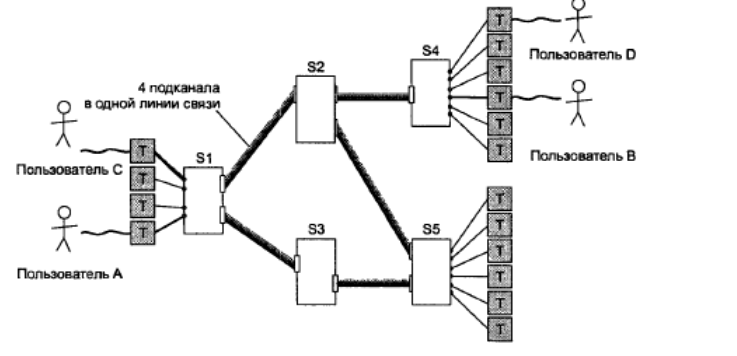 Т
Пользователь D
S4
Т
S2
Т
4 подканала
в одной линии связи
Т
Т
Т
Пользователь B
Т
S1
Пользователь C
Т
Т
Т
Пользователь A
S3
S5
Т
Т
Т
Т
Т
Т